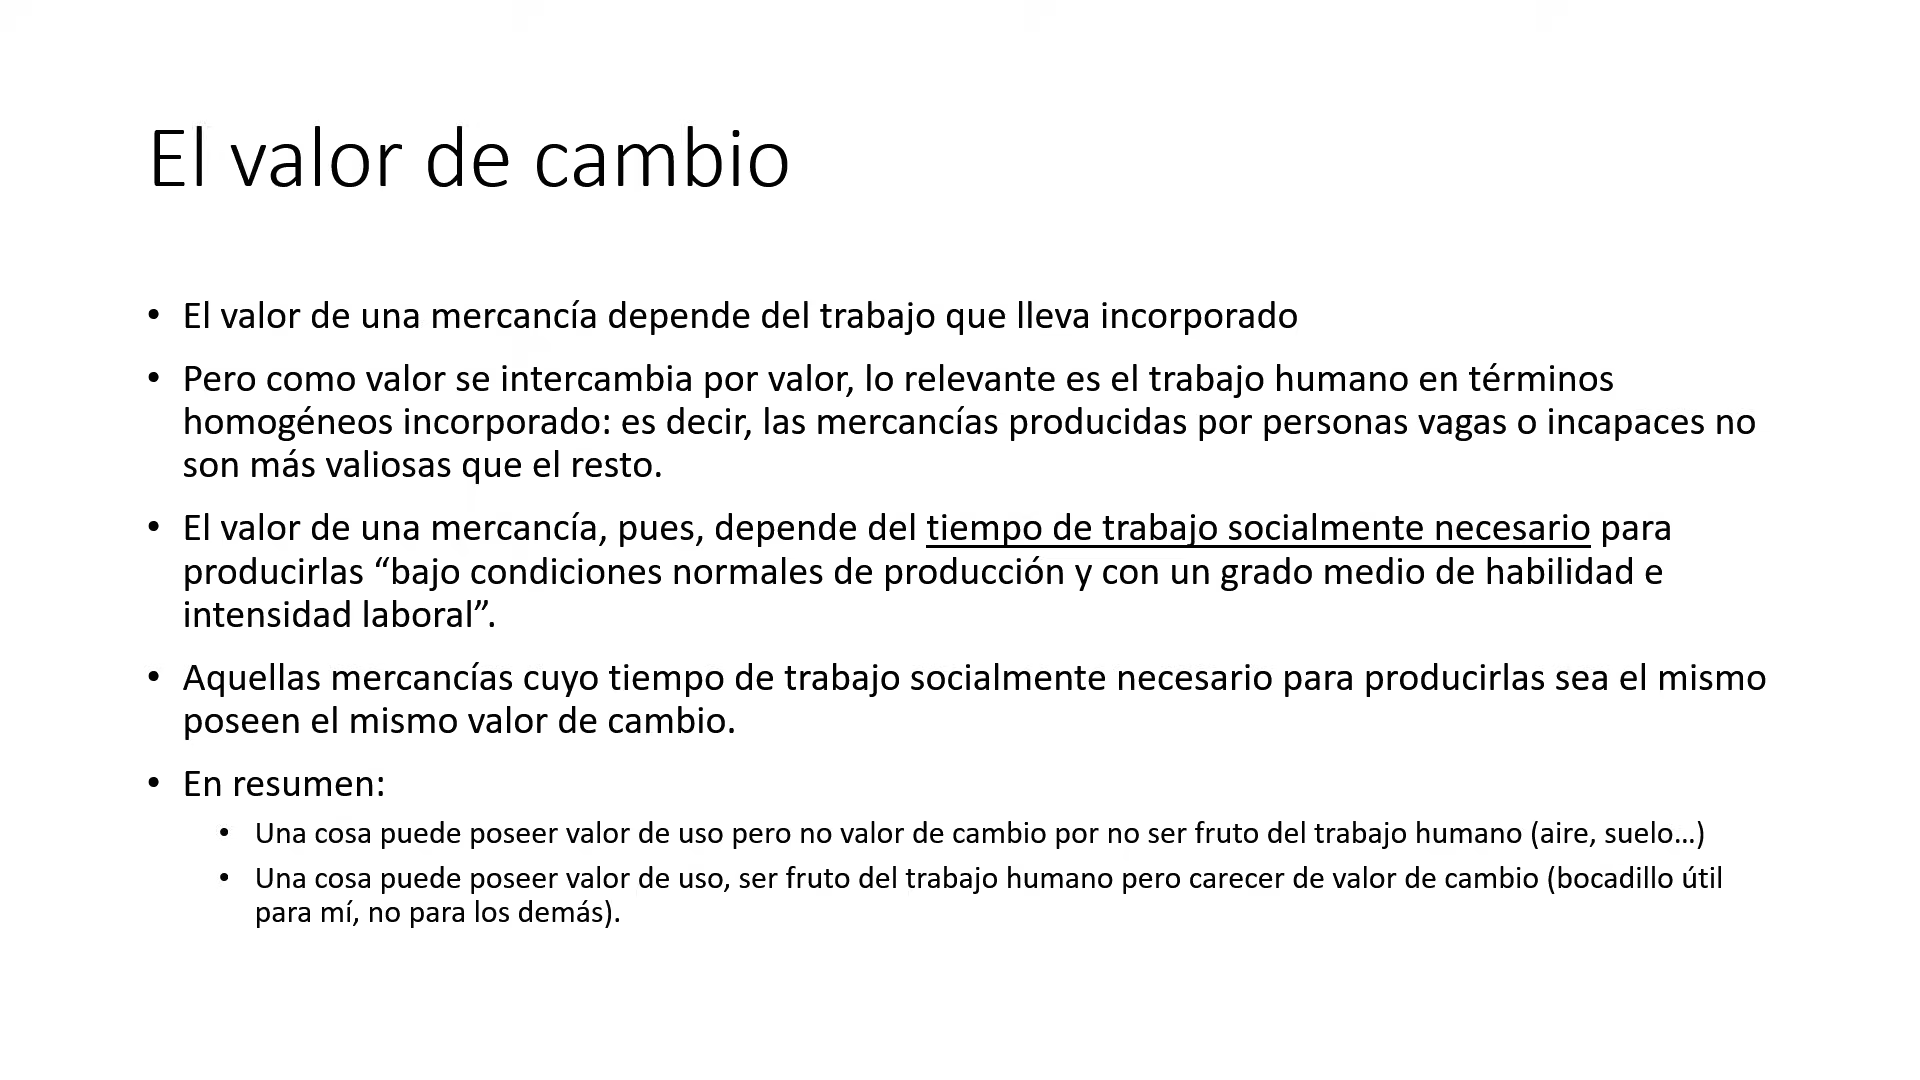 El valor de cambio
• El valor de una mercancía depende del trabajo que lleva incorporado
• Pero como valor se intercambia por valor, lo relevante es el trabajo humano en términos
homogéneos incorporado: es decir, las mercancías producidas por personas vagas o incapaces no
son más valiosas que el resto.
• El valor de una mercancía, pues, depende del tiempo de trabajo socialmente necesario para
producirlas “bajo condiciones normales de producción y con un grado medio de habilidad e
intensidad laboral”.
• Aquellas mercancías cuyo tiempo de trabajo socialmente necesario para producirlas sea el mismo
poseen el mismo valor de cambio.
• En resumen:
• Una cosa puede poseer valor de uso pero no valor de cambio por no ser fruto del trabajo humano (aire, suelo…)
• Una cosa puede poseer valor de uso, ser fruto del trabajo humano pero carecer de valor de cambio (bocadillo útil
para mí, no para los demás).